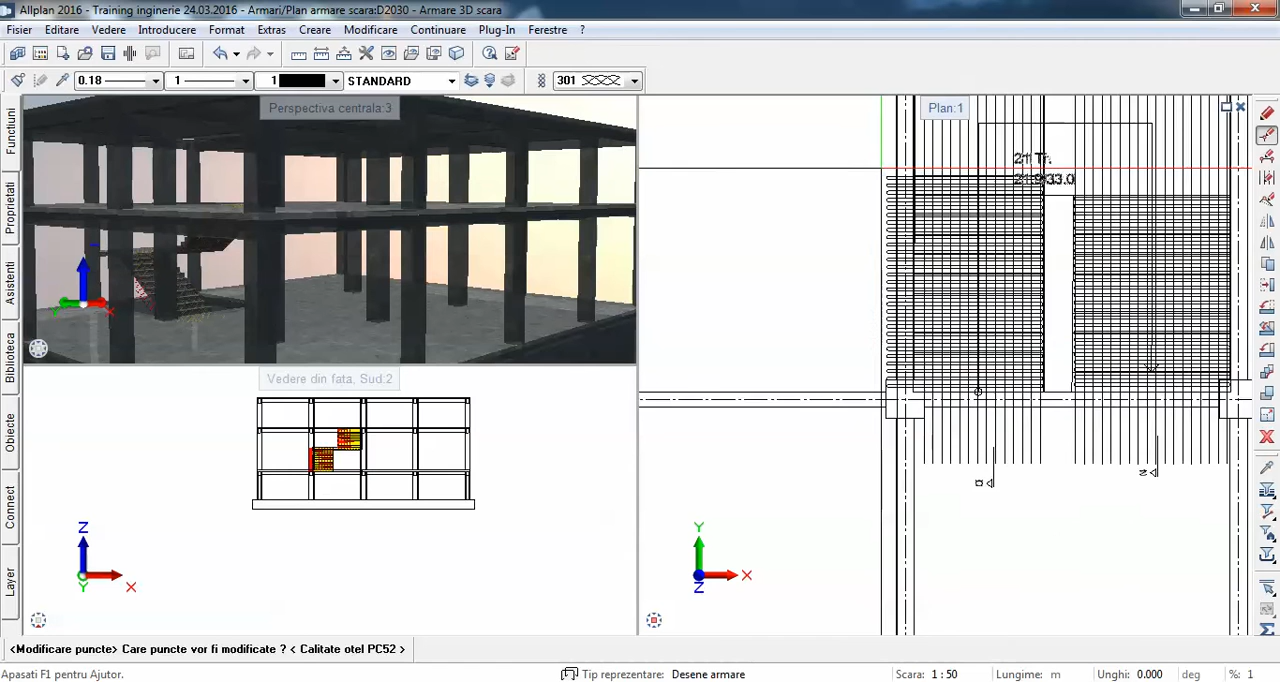 Allplan 2016 - Training inginerie 24.03.2016 - Armari/Plan armare scara:D2030 - Armare 3D scara
Fisier Editare Vedere Introducere Format Extras Creare Modificare Continuare Plug-In Ferestre ?
0.18 1 1 STANDARD 301
Functiuni
Proprietati
Asistenti
Biblioteca
Obiecte
Connect
Layer
Perspectiva centrala:3
Plan:1
Vedere din fata, Sud:2
Z
X
Y
Y
X
Z
<Modificare puncte> Care puncte vor fi modificate ? < Calitate otel PC52 >
Apasati F1 pentru Ajutor. Tip reprezentare: Desene armare Scara: 1 : 50 Lungime: m Unghi: 0.000 deg %: 1